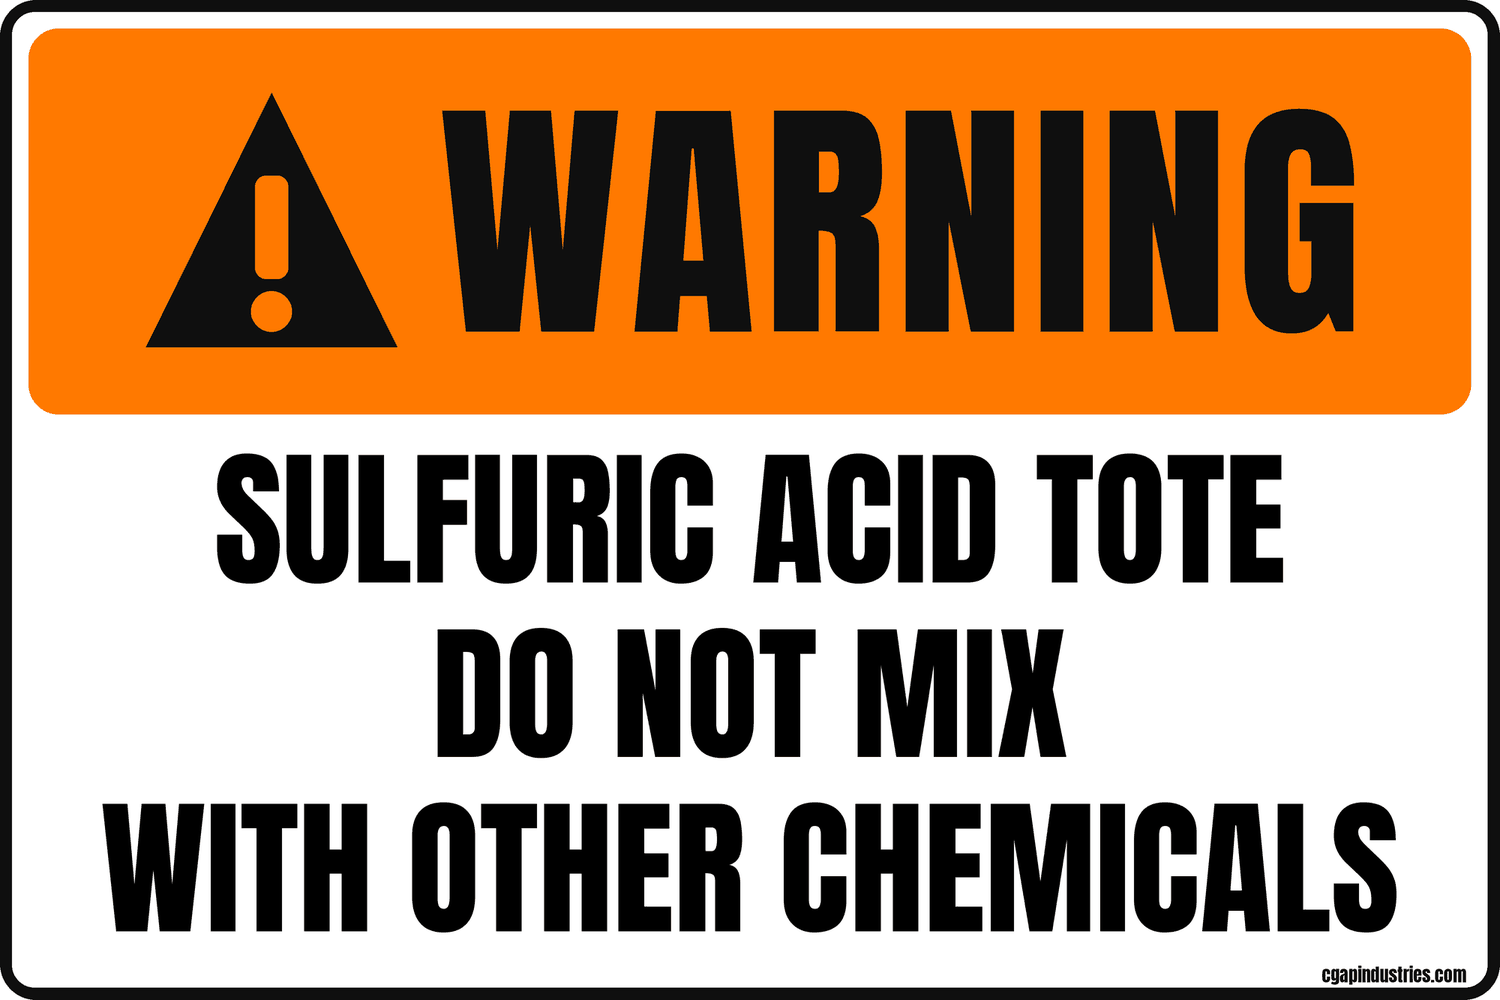 WARNING
SULFURIC ACID TOTE
DO NOT MIX
WITH OTHER CHEMICALS
cgapindustries.com